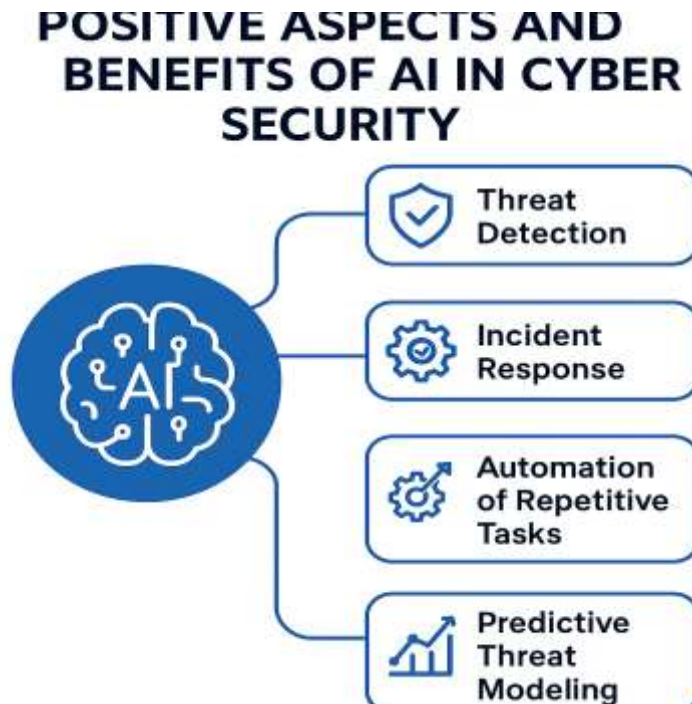 POSITIVE ASPECTS AND
BENEFITS OF AI IN CYBER
SECURITY
Threat
Detection
AI
Incident
Response
Automation
of Repetitive
Tasks
Predictive
Threat
Modeling